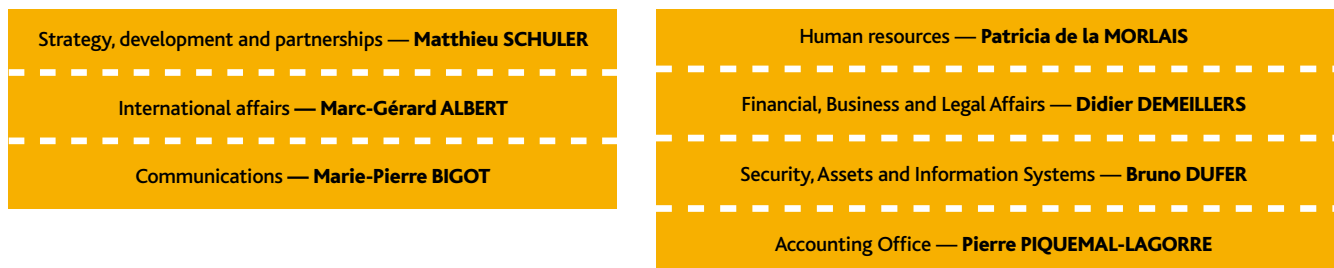 Strategy, development and partnerships — Matthieu SCHULER
International affairs — Marc-Gérard ALBERT
Communications — Marie-Pierre BIGOT
Human resources — Patricia de la MORLAIS
Financial, Business and Legal Affairs — Didier DEMEILLERS
Security, Assets and Information Systems — Bruno DUFER
Accounting Office — Pierre PIQUEMAL-LAGORRE